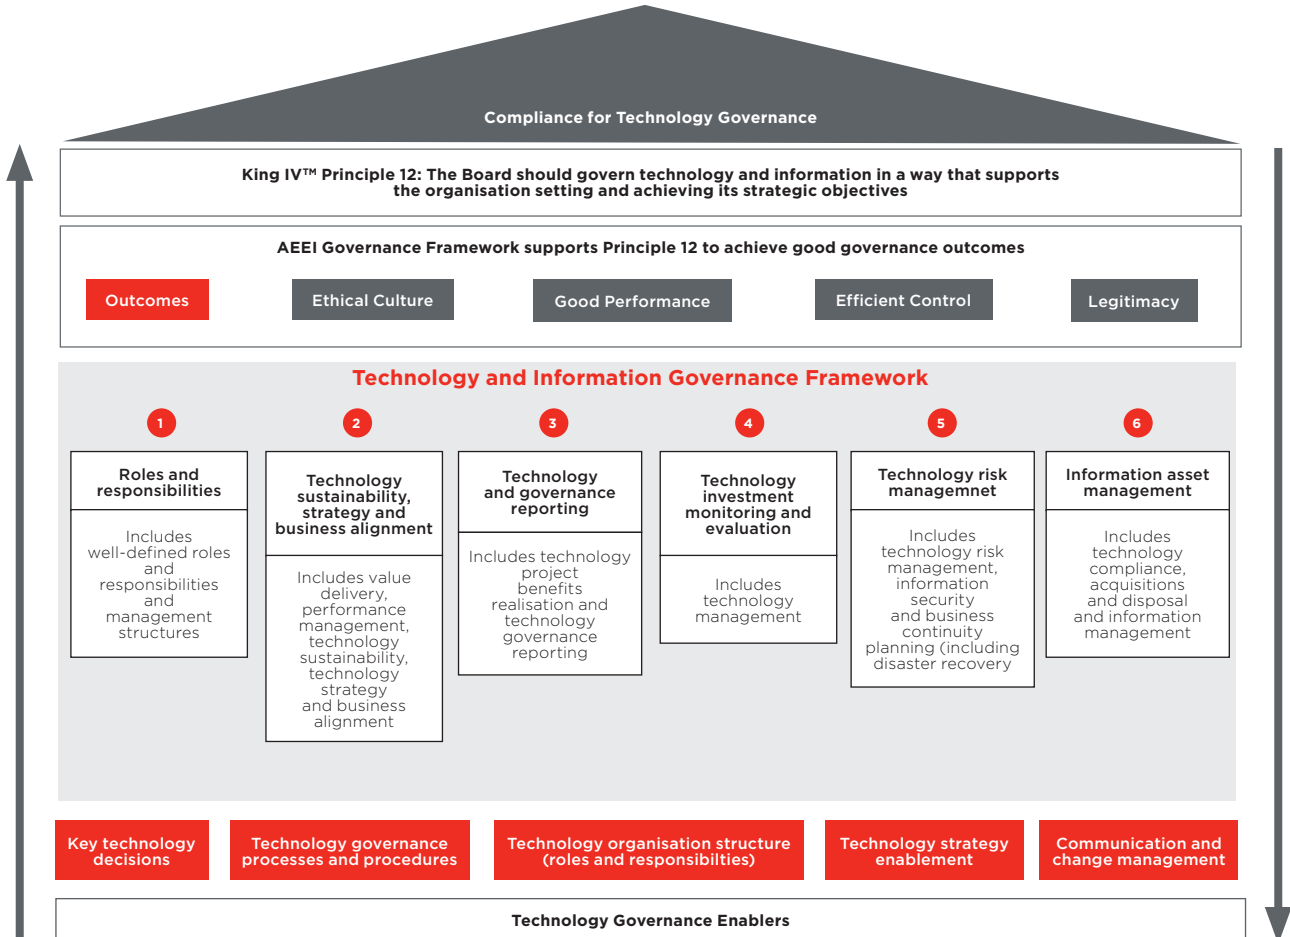 Compliance for Technology Governance
King IV™ Principle 12: The Board should govern technology and information in a way that supports
the organisation setting and achieving its strategic objectives
AEEI Governance Framework supports Principle 12 to achieve good governance outcomes
Outcomes
Ethical Culture
Good Performance
Efficient Control
Legitimacy
Technology and Information Governance Framework
1
Roles and
responsibilities
Includes
well-defined roles
and
responsibilities
and
management
structures
2
Technology
sustainability,
strategy and
business alignment
Includes value
delivery,
performance
management,
technology
sustainability,
technology
strategy
and business
alignment
3
Technology
and governance
reporting
Includes technology
project
benefits
realisation and
technology
governance
reporting
4
Technology
investment
monitoring and
evaluation
Includes
technology
management
5
Technology risk
managemnet
Includes
technology risk
management,
information
security
and business
continuity
planning (including
disaster recovery
6
Information asset
management
Includes
technology
compliance,
acquisitions
and disposal
and information
management
Key technology
decisions
Technology governance
processes and procedures
Technology organisation structure
(roles and responsibilties)
Technology strategy
enablement
Communication and
change management
Technology Governance Enablers